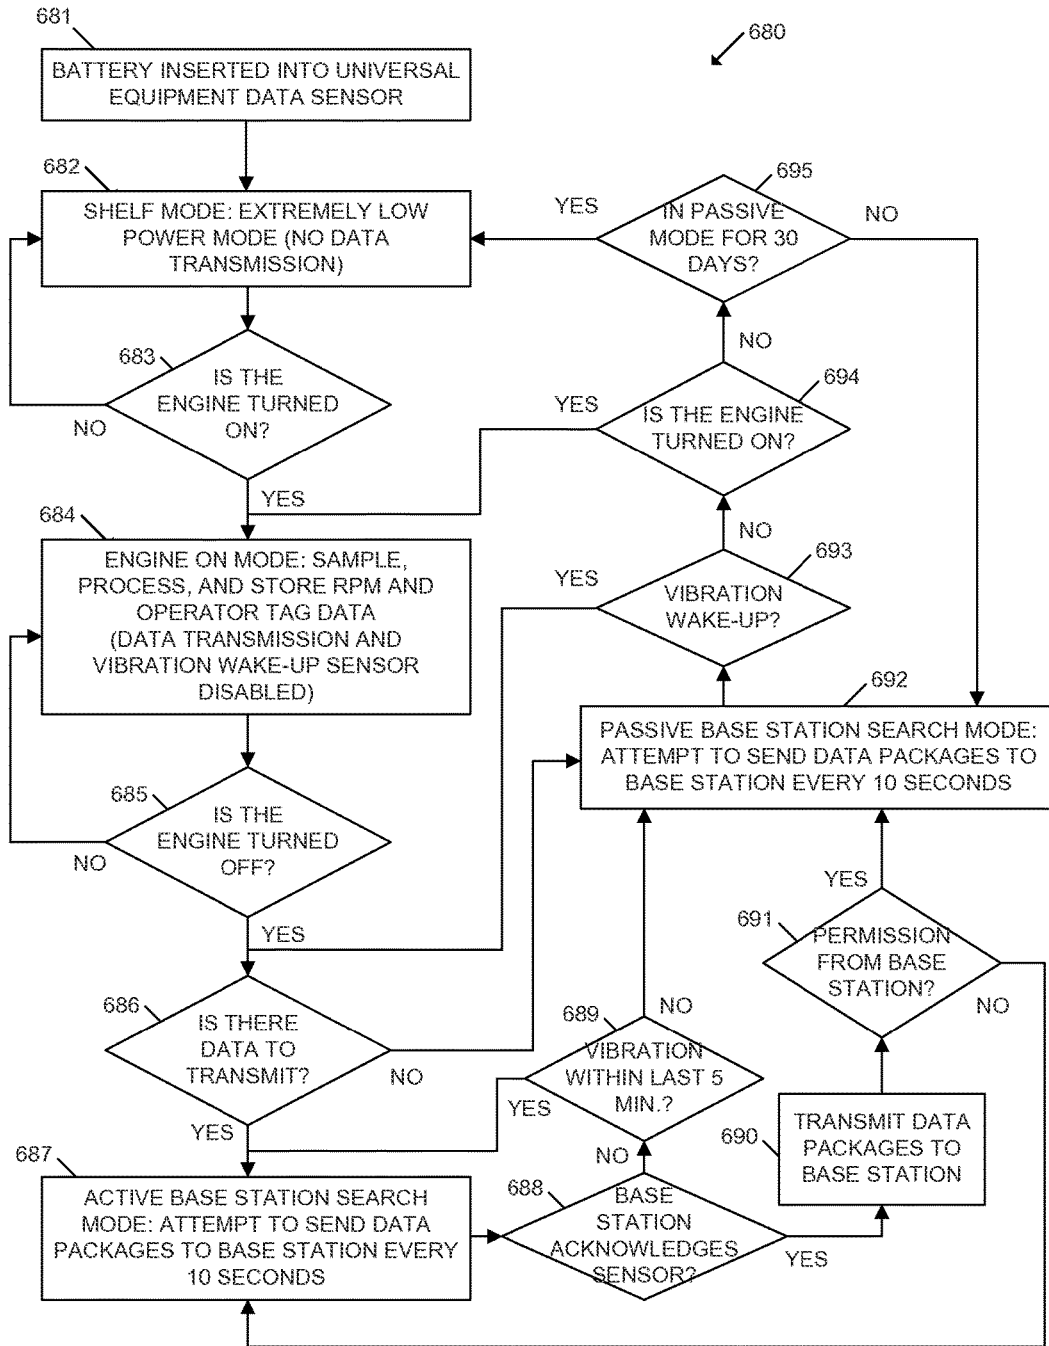 681
680
BATTERY INSERTED INTO UNIVERSAL
EQUIPMENT DATA SENSOR
682
SHELF MODE: EXTREMELY LOW
POWER MODE (NO DATA
TRANSMISSION)
695
YES
IN PASSIVE
MODE FOR 30
DAYS?
NO
683
IS THE
ENGINE TURNED
ON?
NO
YES
NO
694
YES
IS THE ENGINE
TURNED ON?
684
ENGINE ON MODE: SAMPLE,
PROCESS, AND STORE RPM AND
OPERATOR TAG DATA
(DATA TRANSMISSION AND
VIBRATION WAKE-UP SENSOR
DISABLED)
NO
693
YES
VIBRATION
WAKE-UP?
692
PASSIVE BASE STATION SEARCH MODE:
ATTEMPT TO SEND DATA PACKAGES TO
BASE STATION EVERY 10 SECONDS
685
IS THE
ENGINE TURNED
OFF?
NO
YES
YES
691
PERMISSION
FROM BASE
STATION?
NO
686
IS THERE
DATA TO
TRANSMIT?
NO
YES
NO
689
VIBRATION
WITHIN LAST 5
MIN.?
YES
690
TRANSMIT DATA
PACKAGES TO
BASE STATION
687
ACTIVE BASE STATION SEARCH
MODE: ATTEMPT TO SEND DATA
PACKAGES TO BASE STATION EVERY
10 SECONDS
NO
688
BASE
STATION
ACKNOWLEDGES
SENSOR?
YES